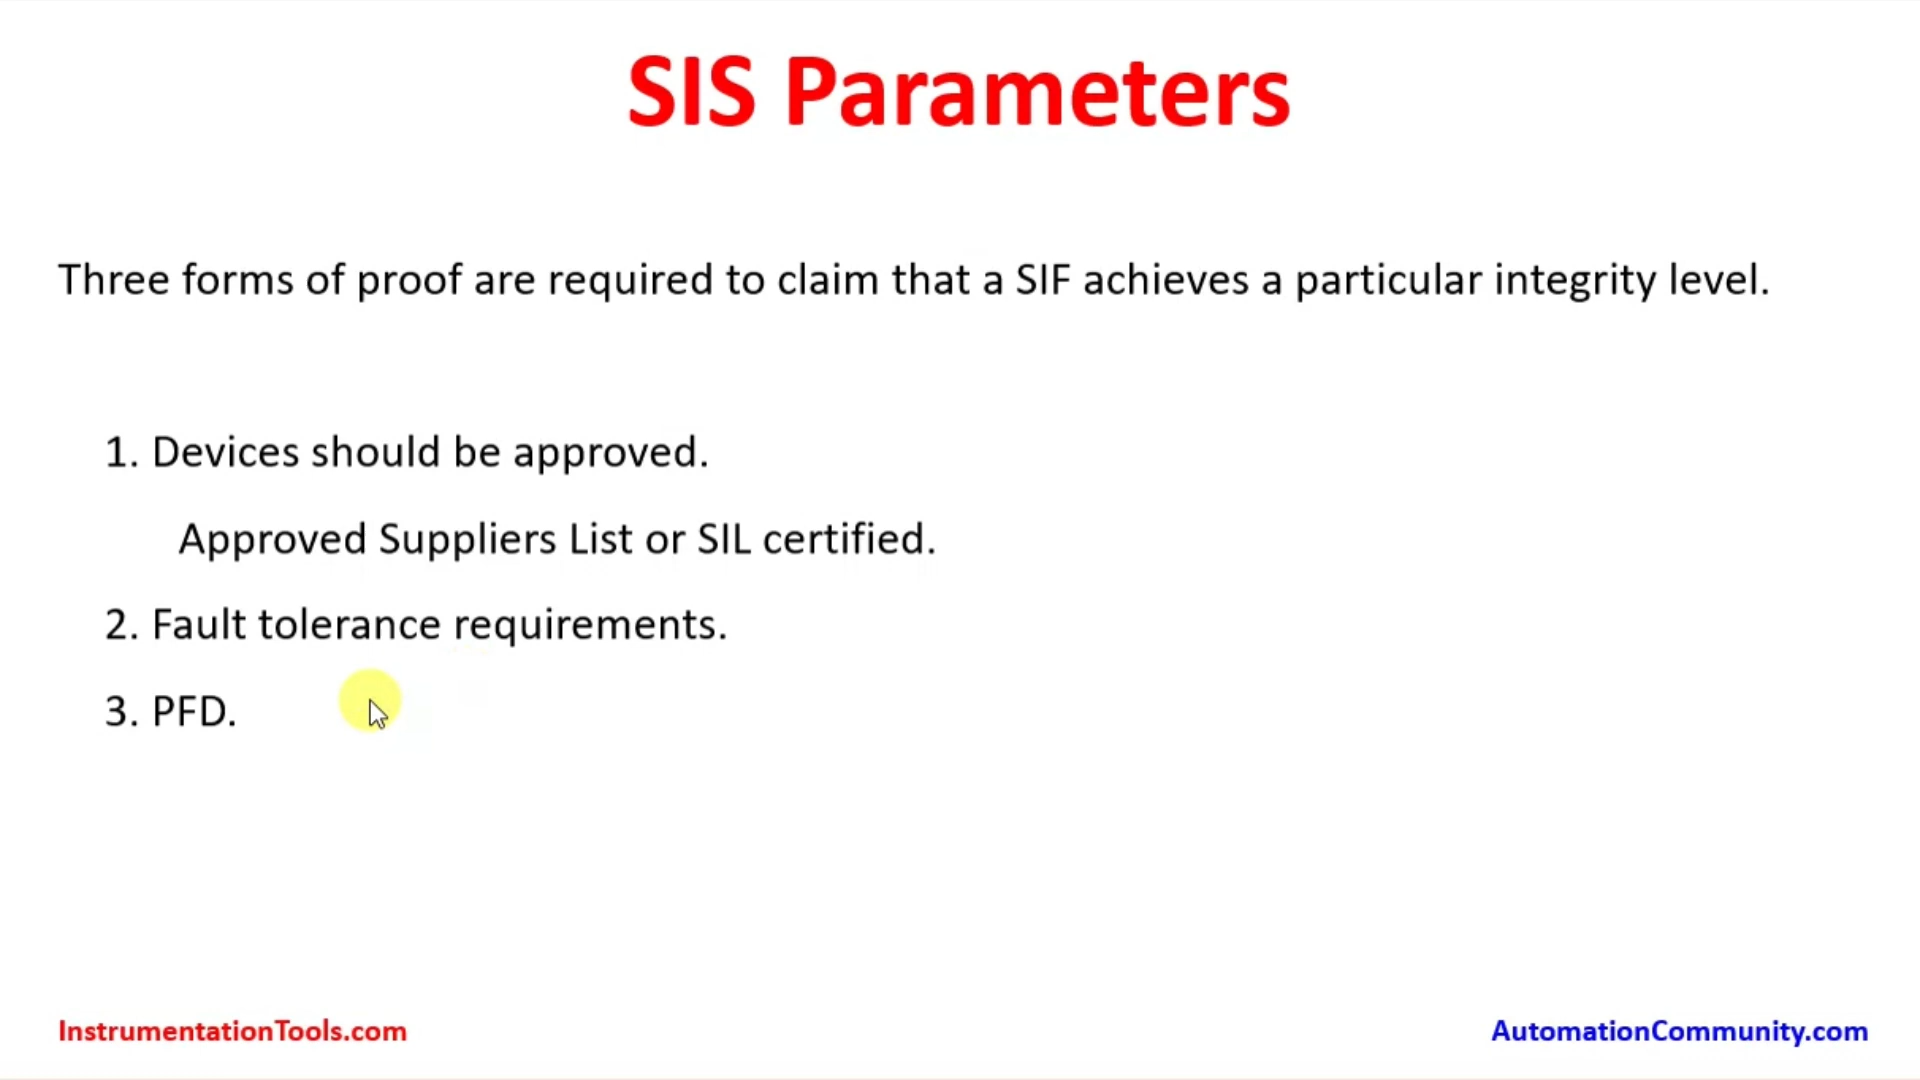 SIS Parameters
Three forms of proof are required to claim that a SIF achieves a particular integrity level.
1. Devices should be approved.
Approved Suppliers List or SIL certified.
2. Fault tolerance requirements.
3. PFD.
InstrumentationTools.com
AutomationCommunity.com